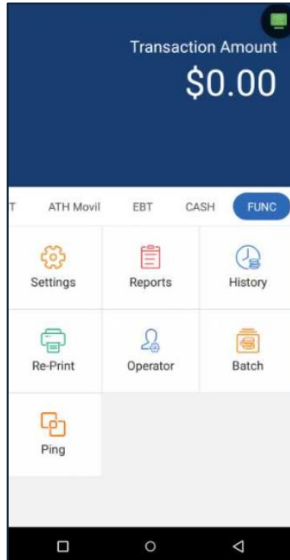 Transaction Amount
$0.00
T ATH Movil EBT CASH FUNC
Settings Reports History
Re-Print Operator Batch
Ping